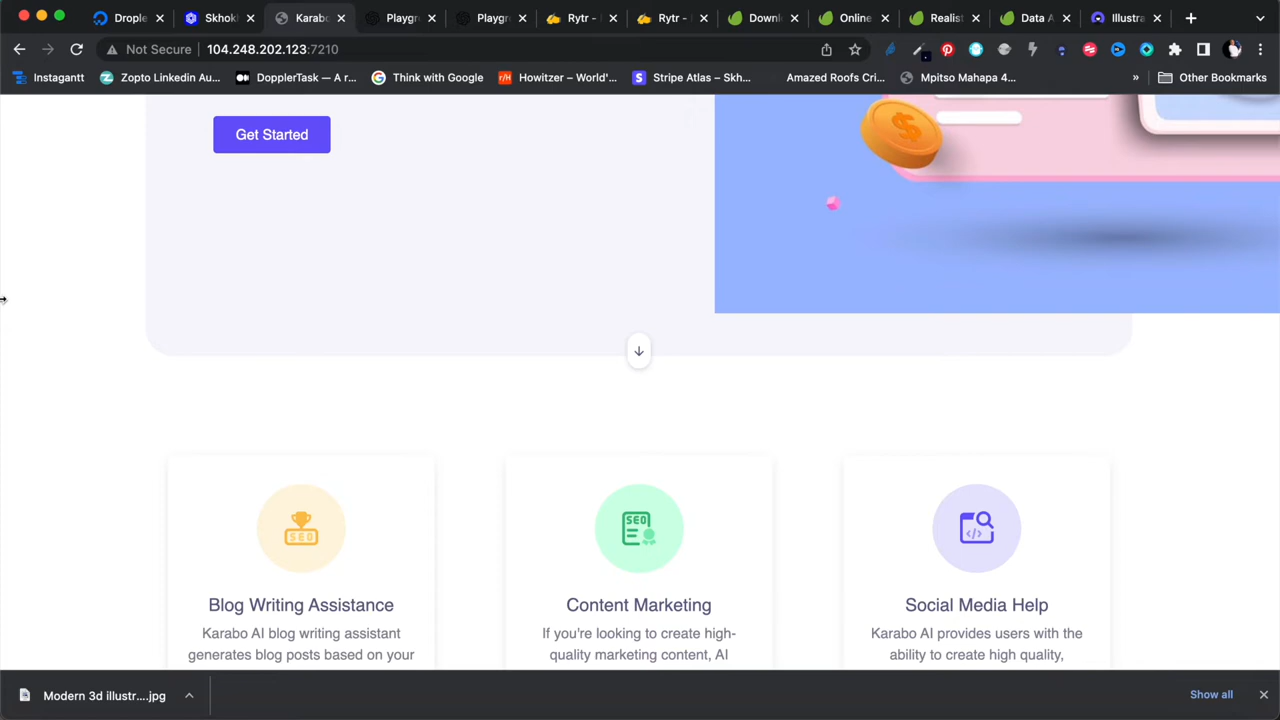 Drople
Skhokl
Karabo
Playgr
Playgr
Rytr -
Rytr -
Downl
Online
Realist
Data A
Illustra
Not Secure
104.248.202.123:7210
Instagantt
Zopto Linkedin Au...
DopplerTask — A r...
Think with Google
r/H
Howitzer – World'...
S
Stripe Atlas – Skh...
Amazed Roofs Cri...
Mpitso Mahapa 4...
»
Other Bookmarks
Get Started
$
SEO
SEO
</>
Blog Writing Assistance
Karabo AI blog writing assistant
generates blog posts based on your
Content Marketing
If you're looking to create high-
quality marketing content, AI
Social Media Help
Karabo AI provides users with the
ability to create high quality,
Modern 3d illustr....jpg
Show all